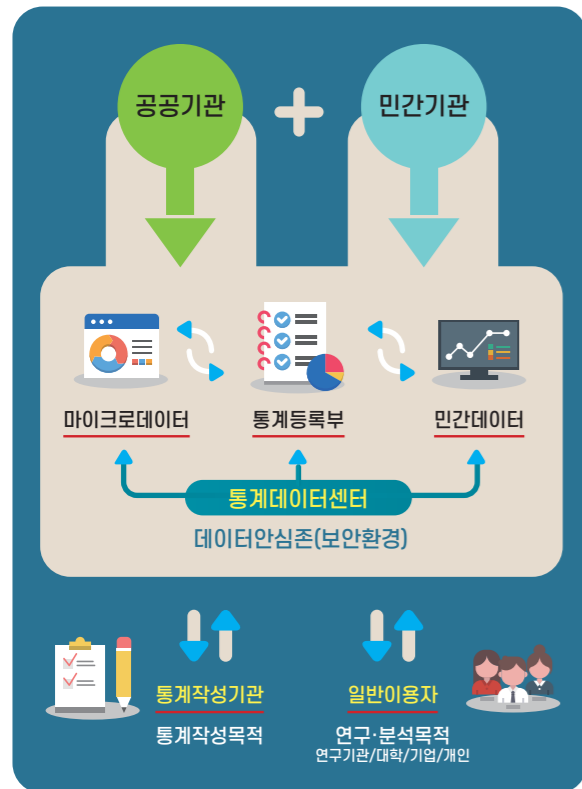 공공기관
민간기관
마이크로데이터
통계등록부
민간데이터
통계데이터센터
데이터안심존(보안환경)
통계작성기관
일반이용자
통계작성목적
연구·분석목적
연구기관/대학/기업/개인